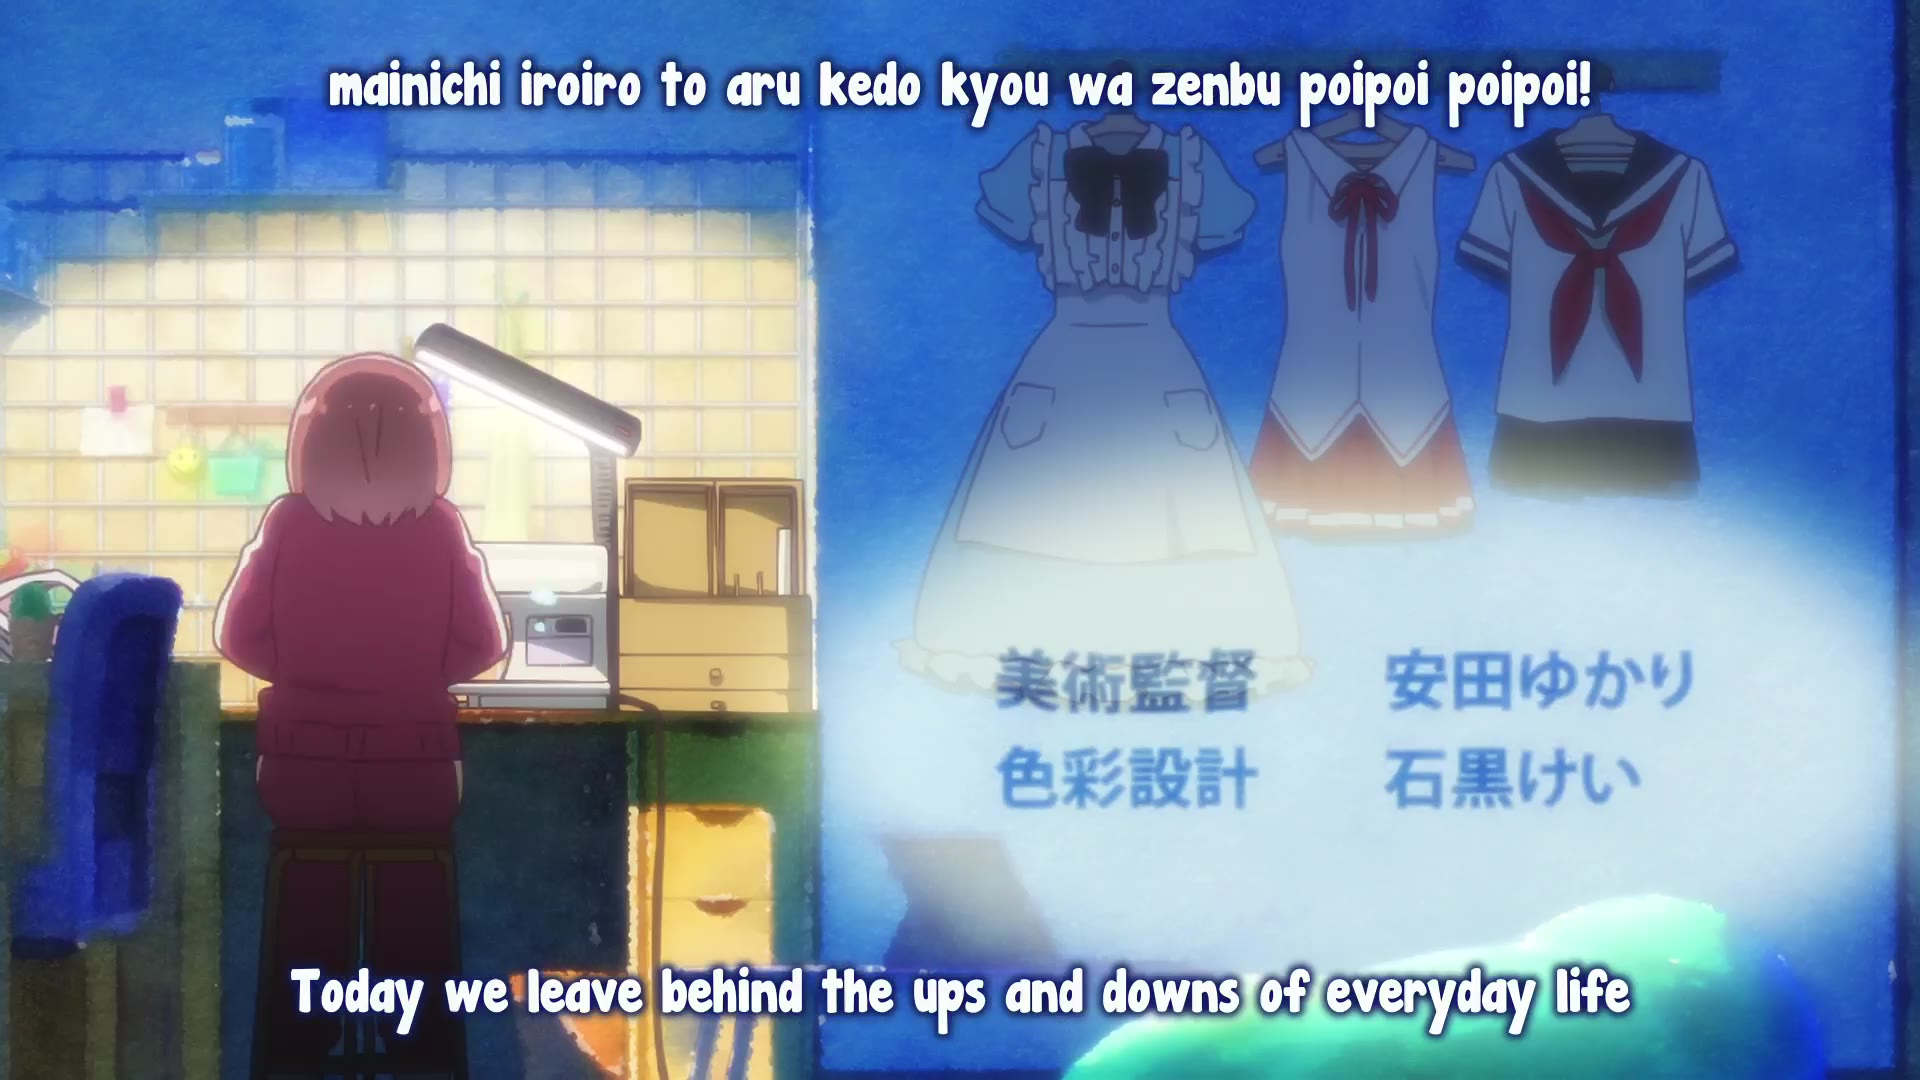 mainichi iroiro to aru kedo kyou wa zenbu poipoi poipoi!
美術監督 安田ゆかり
色彩設計 石黒けい
Today we leave behind the ups and downs of everyday life